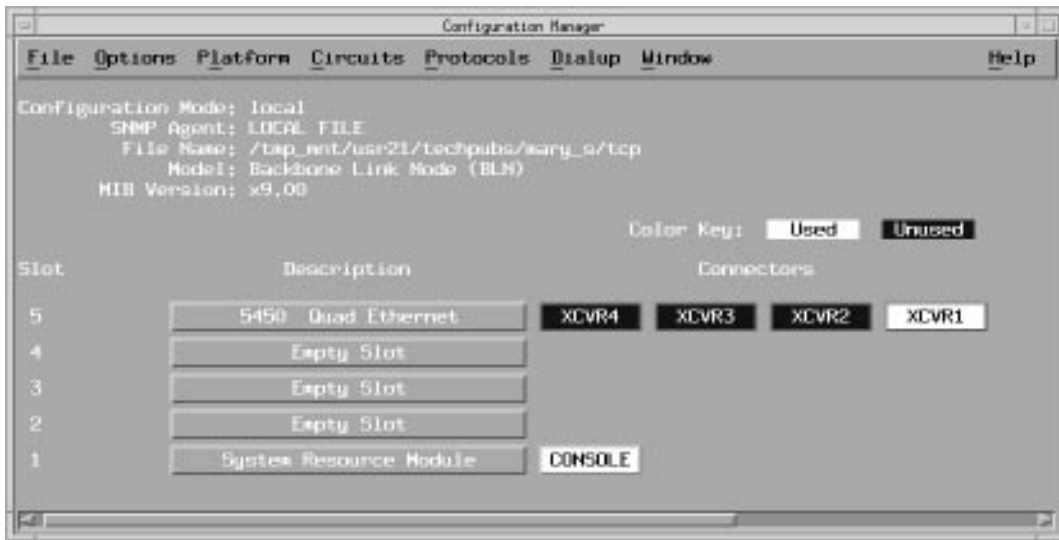 Configuration Manager
File Options Platform Circuits Protocols Dialup Window Help
Configuration Mode: local
SNMP Agent: LOCAL FILE
File Name: /tmp_mnt/usr21/techpubs/mary_s/tcp
Model: Backbone Link Node (BLN)
MIB Version: x9.00
Color Key: Used Unused
Slot Description Connectors
5 5450 Quad Ethernet XCVR4 XCVR3 XCVR2 XCVR1
4 Empty Slot
3 Empty Slot
2 Empty Slot
1 System Resource Module CONSOLE